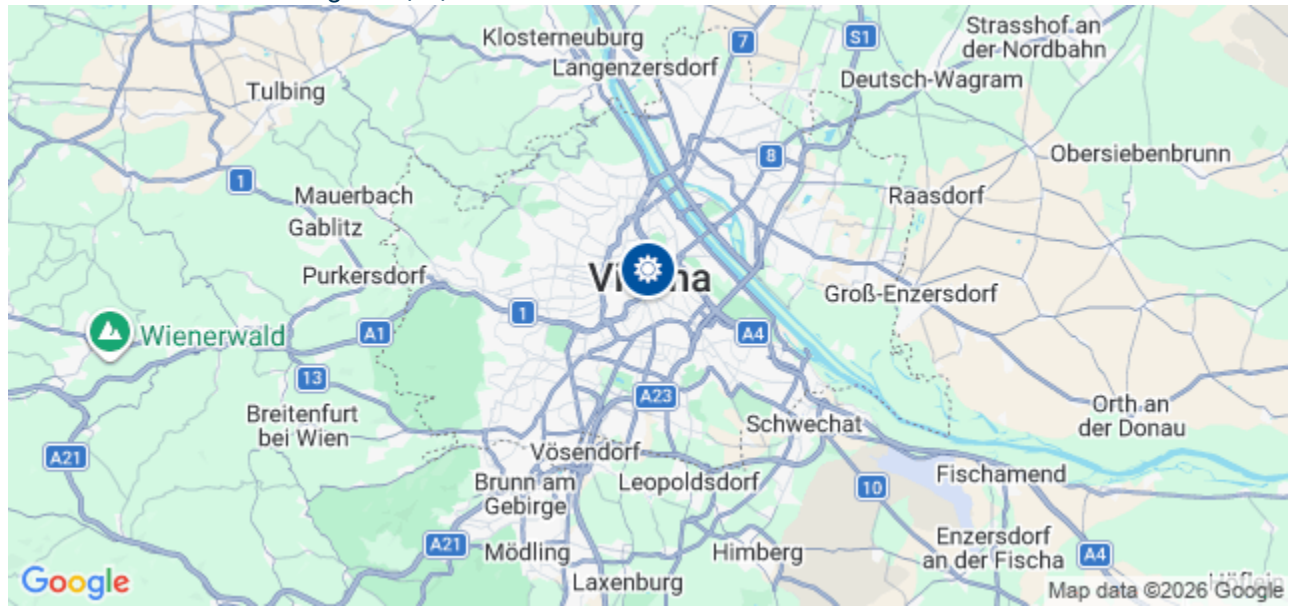 Strasshof an
der Nordbahn
Klosterneuburg
7
S1
Langenzersdorf
Deutsch-Wagram
Tulbing
8
Obersiebenbrunn
1
Mauerbach
Raasdorf
Gablitz
Purkersdorf
Groß-Enzersdorf
1
A1
A4
Wienerwald
13
A23
Breitenfurt
bei Wien
Orth an
der Donau
Schwechat
A21
Vösendorf
Fischamend
Brunn am
Gebirge
Leopoldsdorf
10
A21
Mödling
Himberg
Enzersdorf
an der Fischa
A4
Laxenburg
Google
Map data ©2026 Google